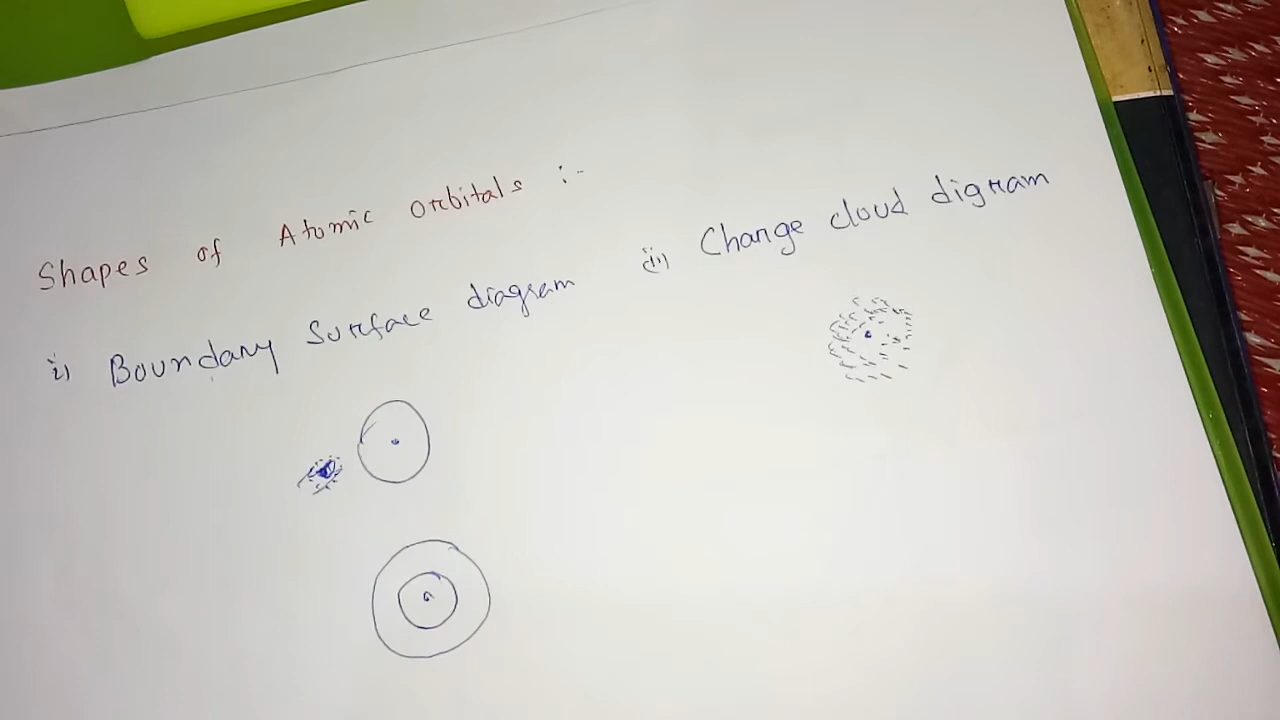 Shapes of Atomic Orbitals :-
i) Boundary Surface diagram
ii) Change cloud digram